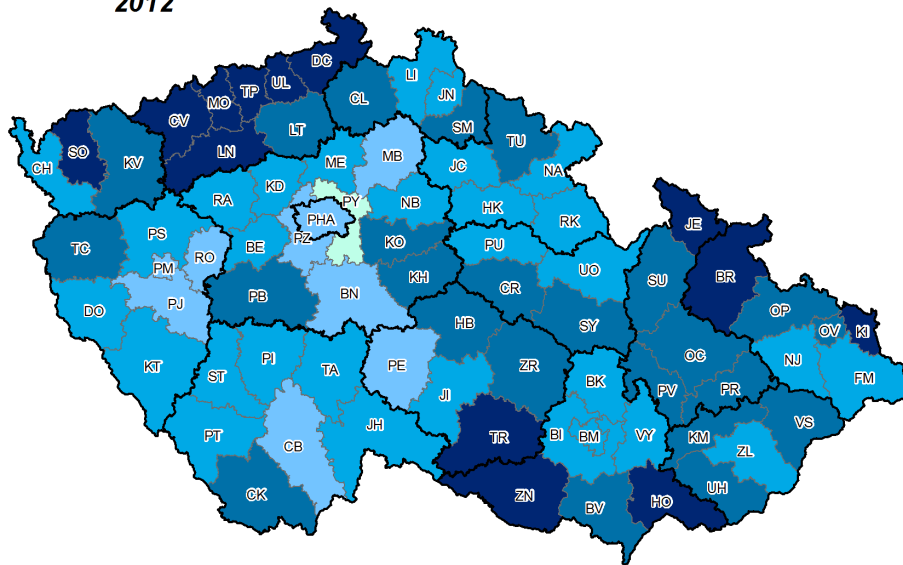 2012
DC
LI
UL
TP
MO
CV
CL
JN
LT
SM
TU
LN
SO
KV
CH
ME
MB
JC
NA
KD
RA
PY
NB
HK
RK
PHA
PZ
BE
KO
PU
UO
JE
BR
TC
PS
PM
RO
PJ
PB
BN
KH
CR
SU
OP
OV
KI
DO
KT
HB
SY
OC
NJ
FM
ST
PI
TA
PE
ZR
JI
BK
PV
PR
PT
CB
JH
TR
BI
BM
VY
KM
VS
ZL
UH
CK
ZN
BV
HO